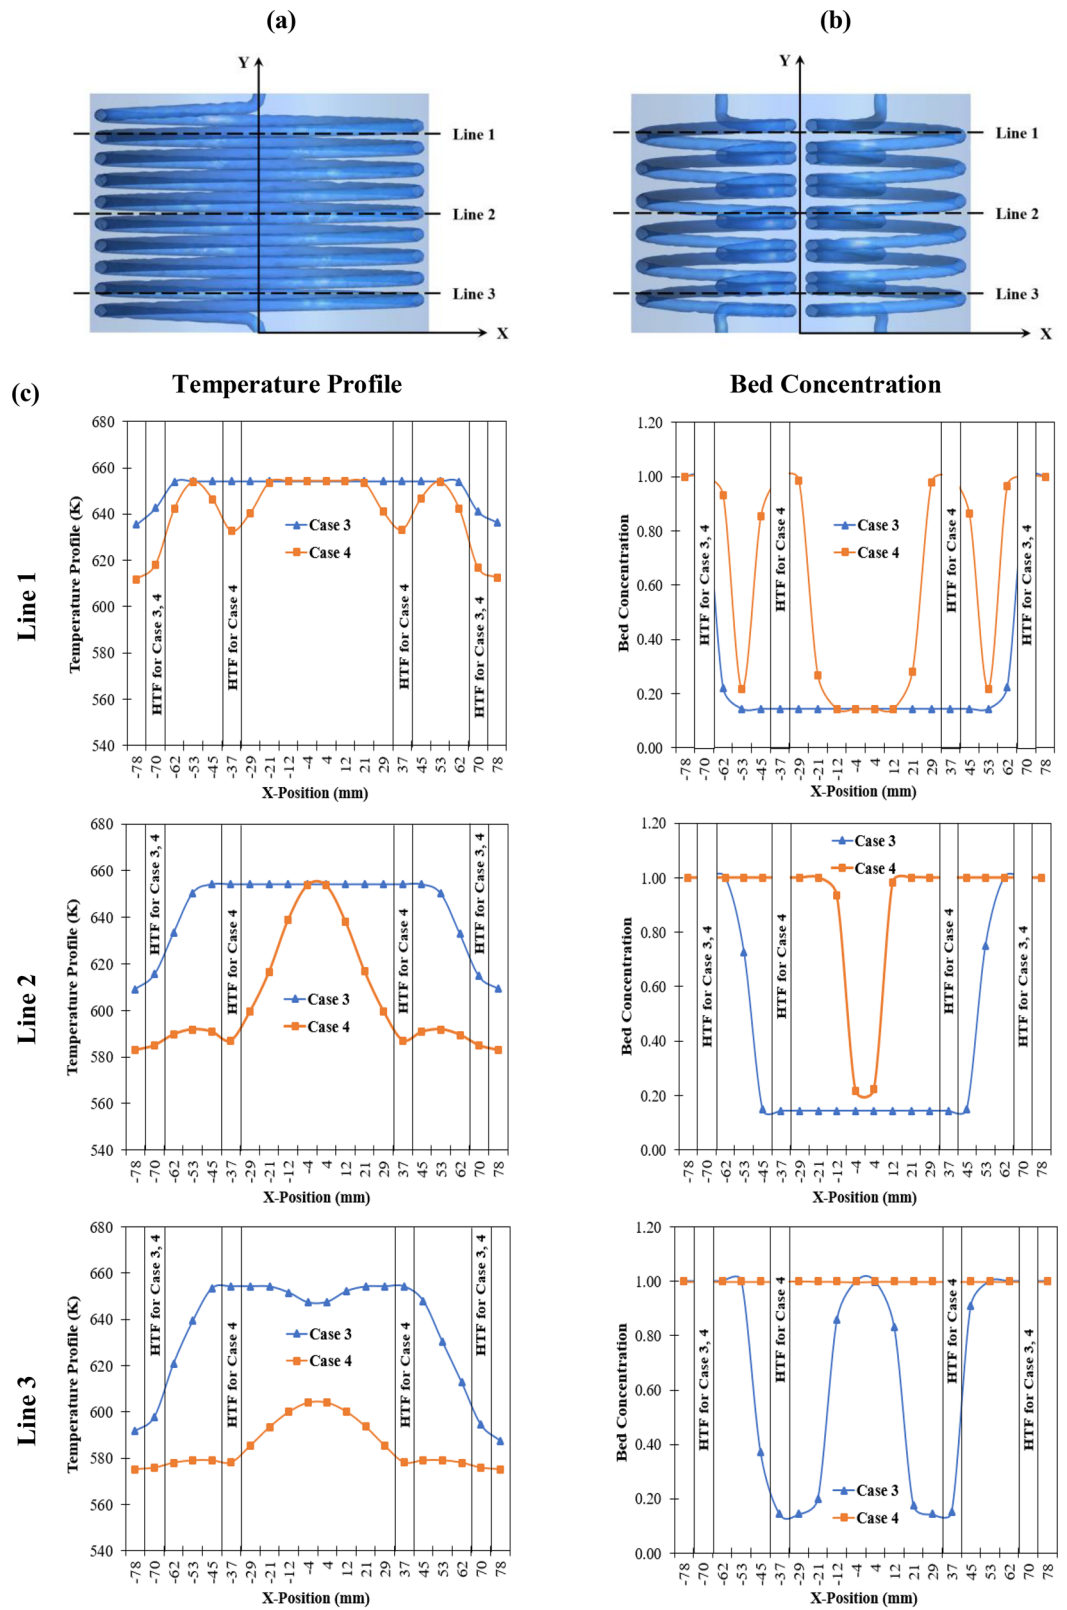 (a)
(b)
Y
Line 1
Line 2
Line 3
X
Y
Line 1
Line 2
Line 3
X
(c)
Temperature Profile
Bed Concentration
Line 1
Temperature Profile (K)
680
660
640
620
600
580
560
540
Case 3
Case 4
HTF for Case 3, 4
HTF for Case 4
HTF for Case 4
HTF for Case 3, 4
-78 -70 -62 -53 -45 -37 -29 -21 -12 -4 4 12 21 29 37 45 53 62 70 78
X-Position (mm)
Bed Concentration
1.20
1.00
0.80
0.60
0.40
0.20
0.00
Case 3
Case 4
HTF for Case 3, 4
HTF for Case 4
HTF for Case 4
HTF for Case 3, 4
-78 -70 -62 -53 -45 -37 -29 -21 -12 -4 4 12 21 29 37 45 53 62 70 78
X-Position (mm)
Line 2
Temperature Profile (K)
680
660
640
620
600
580
560
540
HTF for Case 3, 4
HTF for Case 4
HTF for Case 4
HTF for Case 3, 4
Case 3
Case 4
-78 -70 -62 -53 -45 -37 -29 -21 -12 -4 4 12 21 29 37 45 53 62 70 78
X-Position (mm)
Bed Concentration
1.20
1.00
0.80
0.60
0.40
0.20
0.00
Case 3
Case 4
HTF for Case 3, 4
HTF for Case 4
HTF for Case 4
HTF for Case 3, 4
-78 -70 -62 -53 -45 -37 -29 -21 -12 -4 4 12 21 29 37 45 53 62 70 78
X-Position (mm)
Line 3
Temperature Profile (K)
680
660
640
620
600
580
560
540
HTF for Case 3, 4
HTF for Case 4
HTF for Case 4
HTF for Case 3, 4
Case 3
Case 4
-78 -70 -62 -53 -45 -37 -29 -21 -12 -4 4 12 21 29 37 45 53 62 70 78
X-Position (mm)
Bed Concentration
1.20
1.00
0.80
0.60
0.40
0.20
0.00
HTF for Case 3, 4
HTF for Case 4
HTF for Case 4
HTF for Case 3, 4
Case 3
Case 4
-78 -70 -62 -53 -45 -37 -29 -21 -12 -4 4 12 21 29 37 45 53 62 70 78
X-Position (mm)